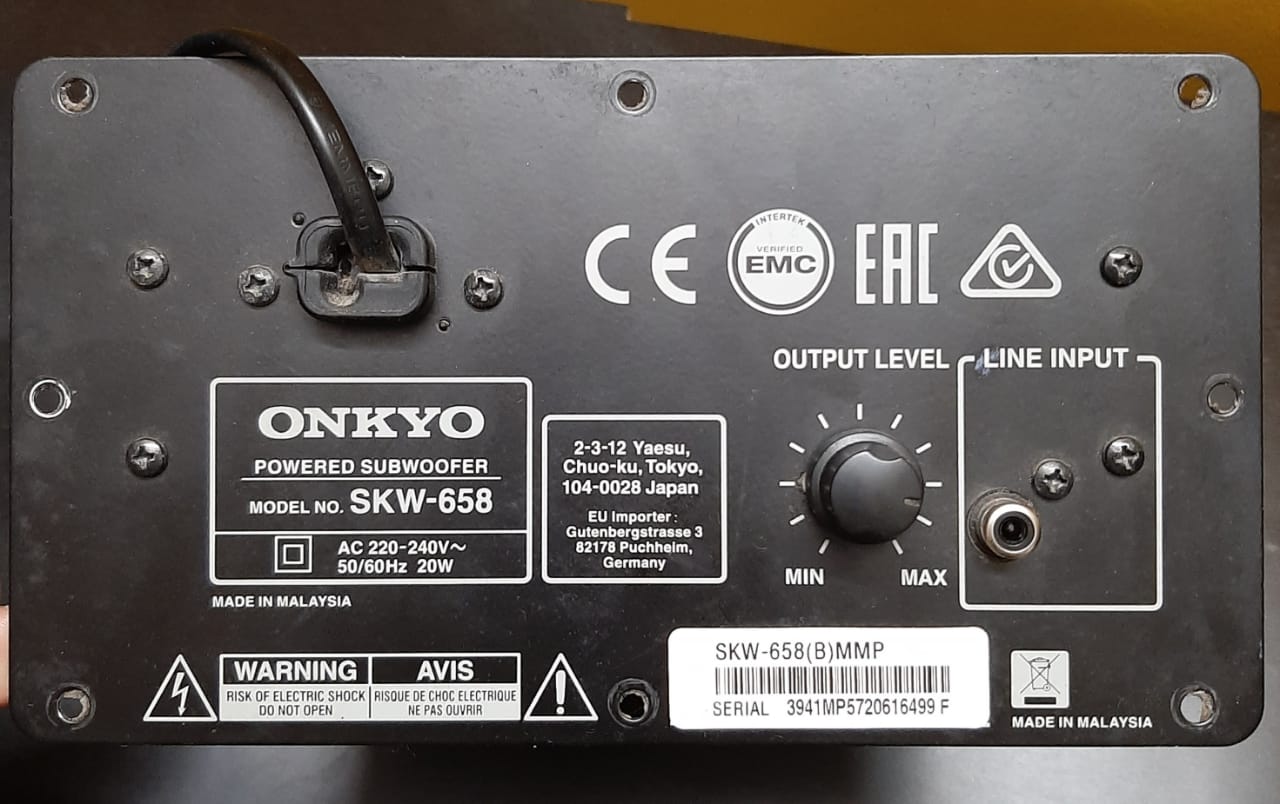 CE
INTERTEK
VERIFIED
EMC
EAC
OUTPUT LEVEL
LINE INPUT
MIN
MAX
ONKYO
POWERED SUBWOOFER
MODEL NO. SKW-658
AC 220-240V~
50/60Hz 20W
MADE IN MALAYSIA
2-3-12 Yaesu,
Chuo-ku, Tokyo,
104-0028 Japan
EU Importer :
Gutenbergstrasse 3
82178 Puchheim,
Germany
WARNING
RISK OF ELECTRIC SHOCK
DO NOT OPEN
AVIS
RISQUE DE CHOC ELECTRIQUE
NE PAS OUVRIR
SKW-658(B)MMP
SERIAL 3941MP5720616499 F
MADE IN MALAYSIA